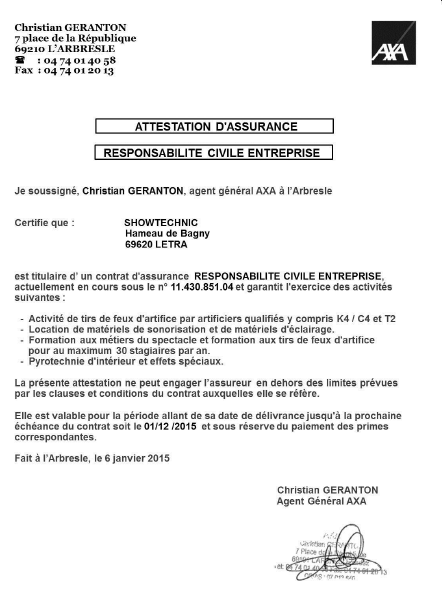 Christian GERANTON
7 place de la République
69210 L'ARBRESLE
☎ : 04 74 01 40 58
Fax : 04 74 01 20 13
AXA
ATTESTATION D'ASSURANCE
RESPONSABILITE CIVILE ENTREPRISE
Je soussigné, Christian GERANTON, agent général AXA à l'Arbresle
Certifie que : SHOWTECHNIC
Hameau de Bagny
69620 LETRA
est titulaire d' un contrat d'assurance RESPONSABILITE CIVILE ENTREPRISE,
actuellement en cours sous le n° 11.430.851.04 et garantit l'exercice des activités
suivantes :
- Activité de tirs de feux d'artifice par artificiers qualifiés y compris K4 / C4 et T2
- Location de matériels de sonorisation et de matériels d'éclairage.
- Formation aux métiers du spectacle et formation aux tirs de feux d'artifice
pour au maximum 30 stagiaires par an.
- Pyrotechnie d'intérieur et effets spéciaux.
La présente attestation ne peut engager l'assureur en dehors des limites prévues
par les clauses et conditions du contrat auxquelles elle se réfère.
Elle est valable pour la période allant de sa date de délivrance jusqu'à la prochaine
échéance du contrat soit le 01/12 /2015 et sous réserve du paiement des primes
correspondantes.
Fait à l'Arbresle, le 6 janvier 2015
Christian GERANTON
Agent Général AXA
Christian
7 Place de la